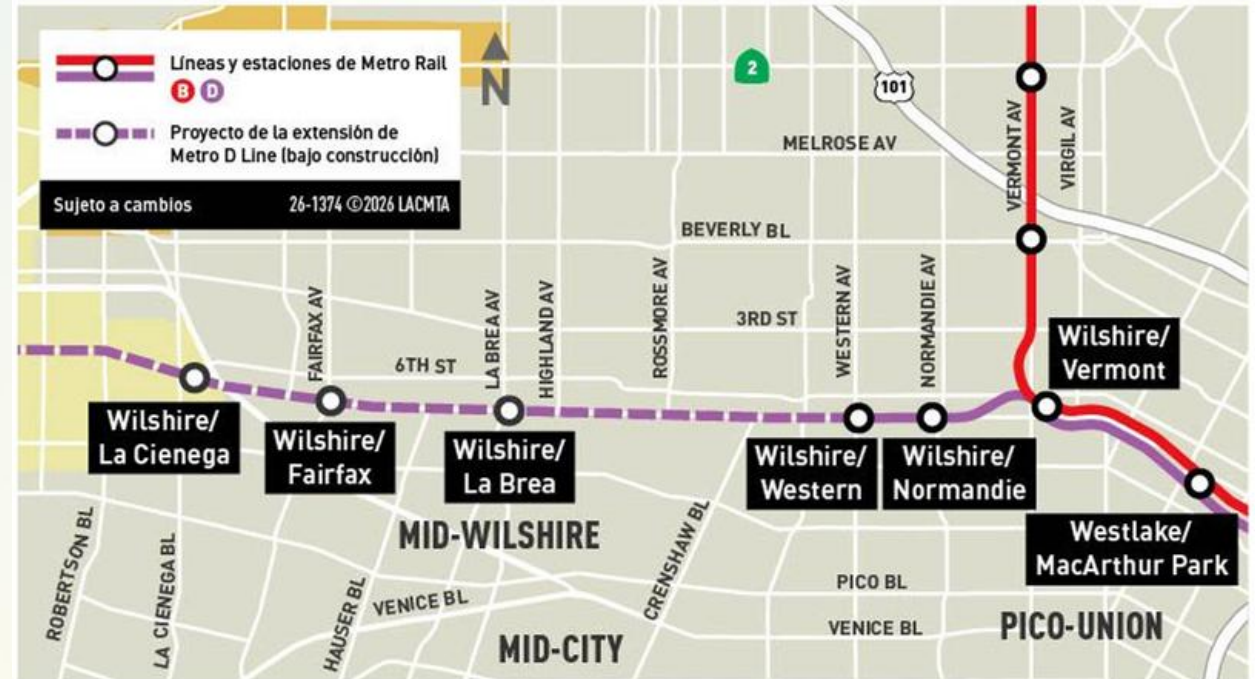 Líneas y estaciones de Metro Rail
B D
Proyecto de la extensión de
Metro D Line (bajo construcción)
Sujeto a cambios 26-1374 ©2026 LACMTA
N
2
101
MELROSE AV
VERMONT AV
VIRGIL AV
BEVERLY BL
FAIRFAX AV
LA BREA AV
HIGHLAND AV
ROSSMORE AV
3RD ST
WESTERN AV
NORMANDIE AV
6TH ST
Wilshire/
Vermont
Wilshire/
La Cienega
Wilshire/
Fairfax
Wilshire/
La Brea
Wilshire/
Western
Wilshire/
Normandie
Westlake/
MacArthur Park
MID-WILSHIRE
ROBERTSON BL
LA CIENEGA BL
HAUSER BL
VENICE BL
CRENSHAW BL
PICO BL
VENICE BL
PICO-UNION
MID-CITY